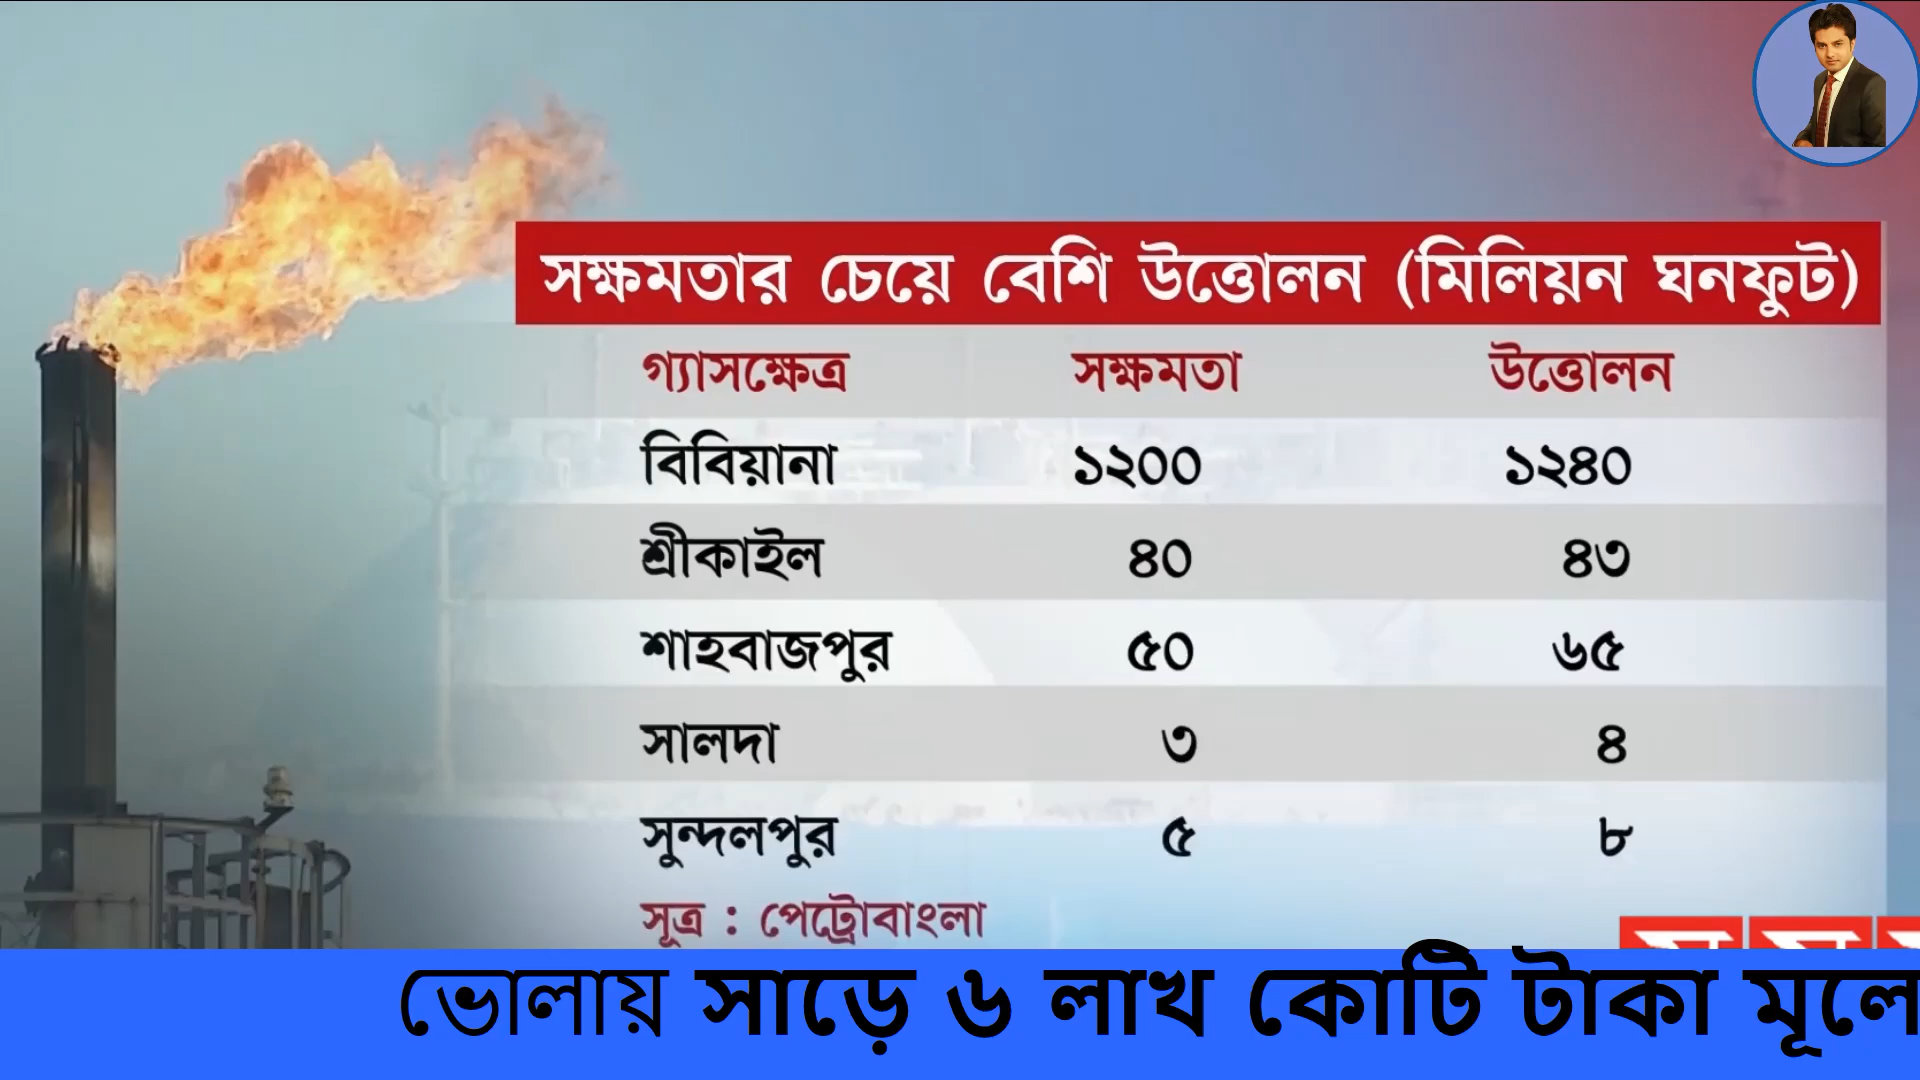 সক্ষমতার চেয়ে বেশি উত্তোলন (মিলিয়ন ঘনফুট)
গ্যাসক্ষেত্র সক্ষমতা উত্তোলন
বিবিয়ানা ১২০০ ১২৪০
শ্রীকাইল ৪০ ৪৩
শাহবাজপুর ৫০ ৬৫
সালদা ৩ ৪
সুন্দলপুর ৫ ৮
সূত্র : পেট্রোবাংলা
ভোলায় সাড়ে ৬ লাখ কোটি টাকা